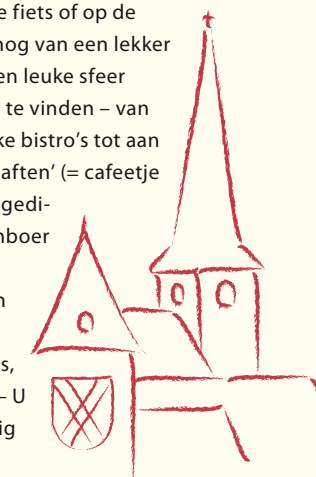 e fiets of op de
nog van een lekker
en leuke sfeer
te vinden – van
ke bistro's tot aan
aften' (= cafeetje
gedi-
nboer
n
s,
– U
ig